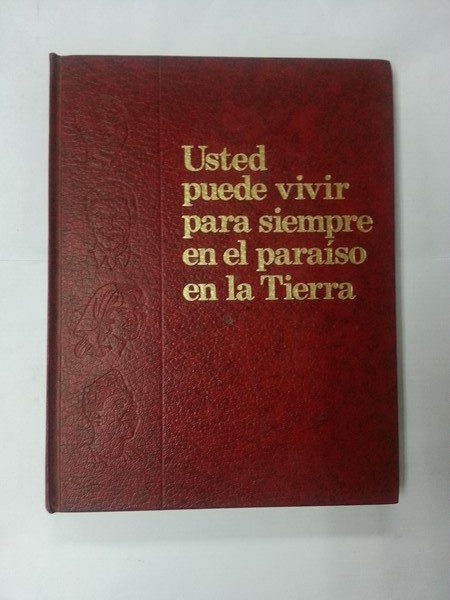 Usted
puede vivir
para siempre
en el paraíso
en la Tierra